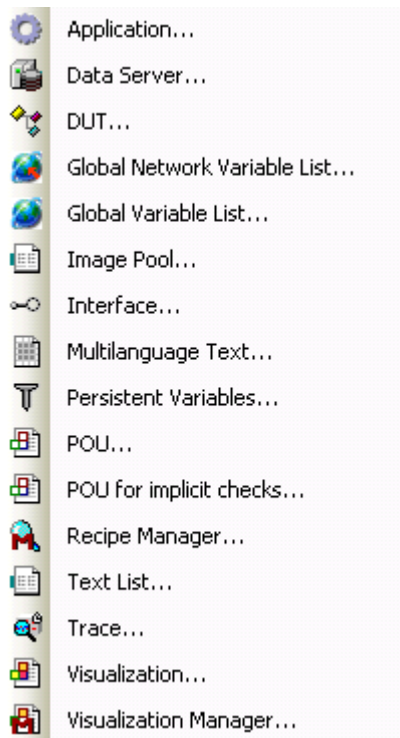 Application...
Data Server...
DUT...
Global Network Variable List...
Global Variable List...
Image Pool...
Interface...
Multilanguage Text...
Persistent Variables...
POU...
POU for implicit checks...
Recipe Manager...
Text List...
Trace...
Visualization...
Visualization Manager...